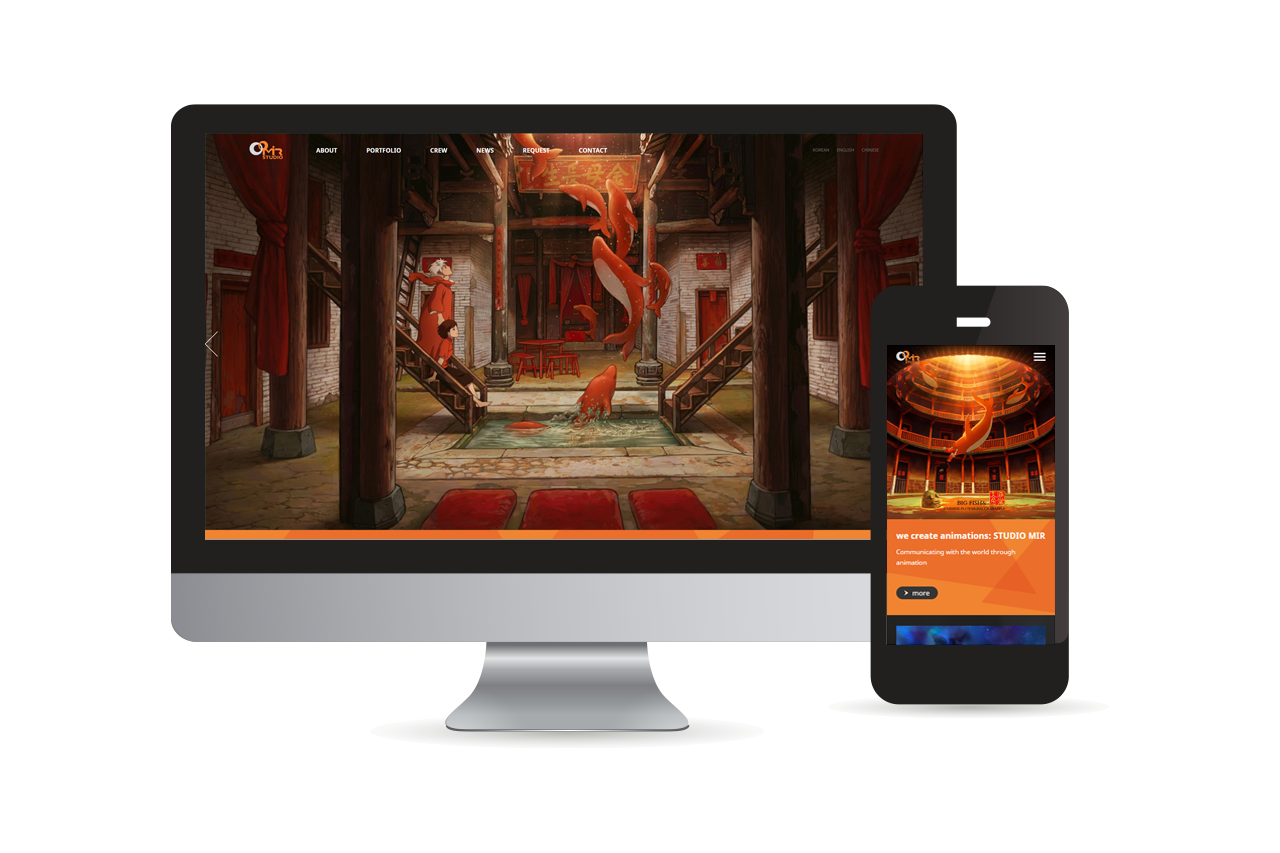 MIR
STUDIO
ABOUT
PORTFOLIO
CREW
NEWS
REQUEST
CONTACT
KOREAN
ENGLISH
CHINESE
MIR
BIG FISH&
we create animations: STUDIO MIR
Communicating with the world through
animation
more